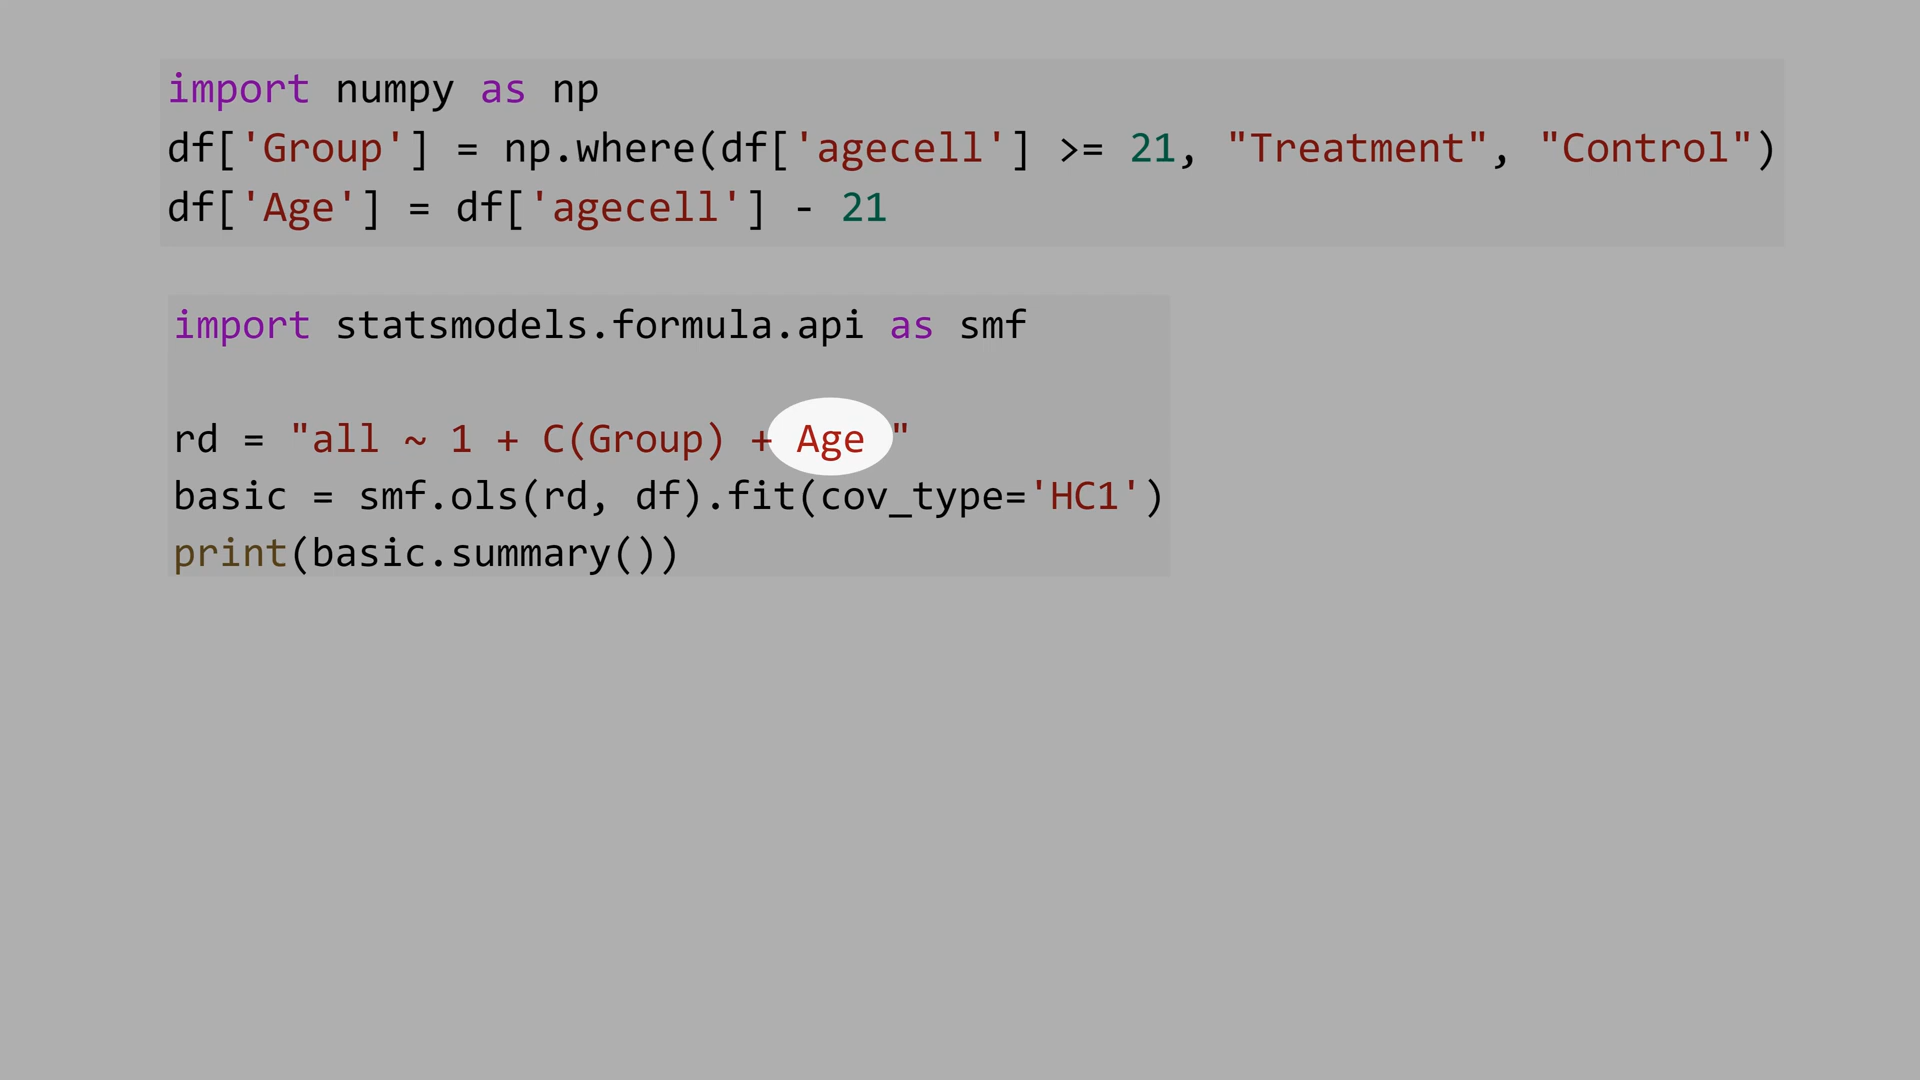 import numpy as np
df['Group'] = np.where(df['agecell'] >= 21, "Treatment", "Control")
df['Age'] = df['agecell'] - 21
import statsmodels.formula.api as smf
rd = "all ~ 1 + C(Group) + Age "
basic = smf.ols(rd, df).fit(cov_type='HC1')
print(basic.summary())